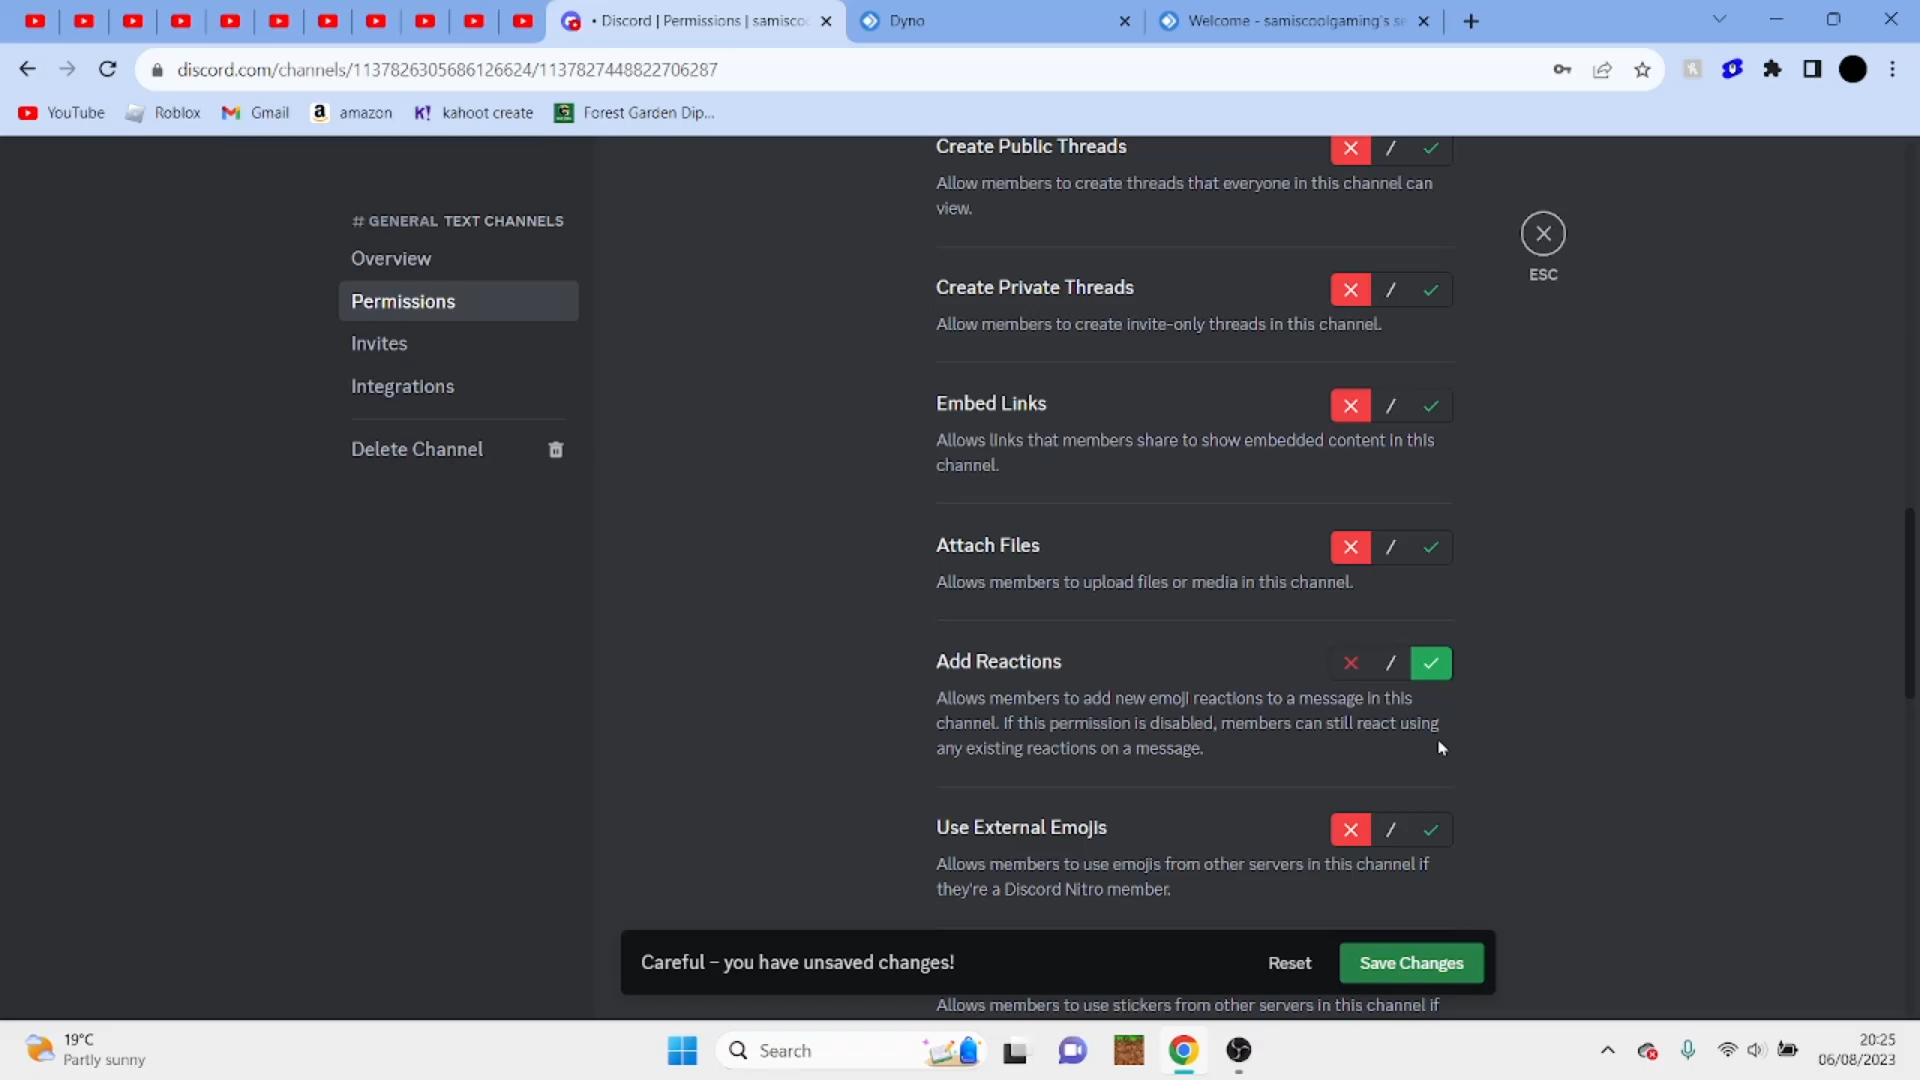 • Discord | Permissions | samiscoo
Dyno
Welcome - samiscoolgaming's se
discord.com/channels/1137826305686126624/1137827448822706287
YouTube
Roblox
Gmail
amazon
K! kahoot create
Forest Garden Dip...
# GENERAL TEXT CHANNELS
Overview
Permissions
Invites
Integrations
Delete Channel
Create Public Threads
Allow members to create threads that everyone in this channel can
view.
Create Private Threads
Allow members to create invite-only threads in this channel.
Embed Links
Allows links that members share to show embedded content in this
channel.
Attach Files
Allows members to upload files or media in this channel.
Add Reactions
Allows members to add new emoji reactions to a message in this
channel. If this permission is disabled, members can still react using
any existing reactions on a message.
Use External Emojis
Allows members to use emojis from other servers in this channel if
they're a Discord Nitro member.
ESC
Careful – you have unsaved changes!
Reset
Save Changes
Allows members to use stickers from other servers in this channel if
19°C
Partly sunny
Search
20:25
06/08/2023